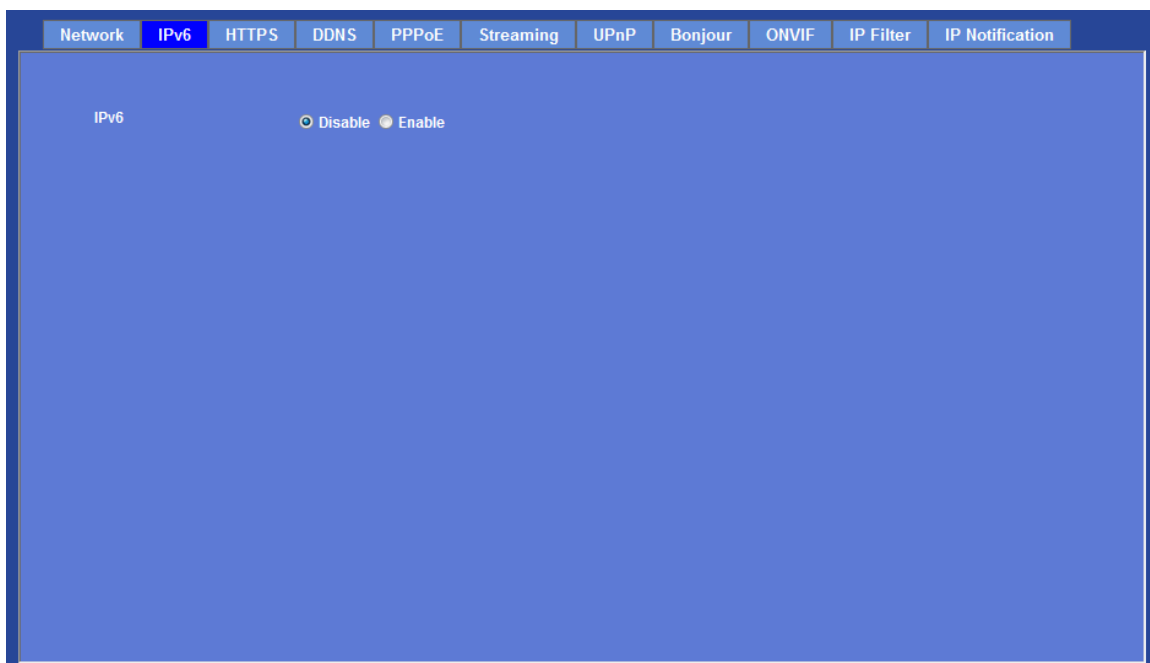 Network IPv6 HTTPS DDNS PPPoE Streaming UPnP Bonjour ONVIF IP Filter IP Notification
IPv6 Disable Enable